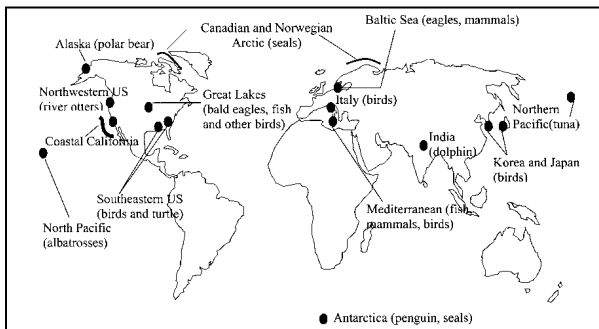 Canadian and Norwegian
Arctic (seals)
Baltic Sea (eagles, mammals)
Alaska (polar bear)
Northwestern US
(river otters)
Great Lakes
(bald eagles, fish
and other birds)
Italy (birds)
Northern
Pacific(tuna)
Coastal California
India
(dolphin)
Korea and Japan
(birds)
Southeastern US
(birds and turtle)
Mediterranean (fish,
mammals, birds)
North Pacific
(albatrosses)
Antarctica (penguin, seals)